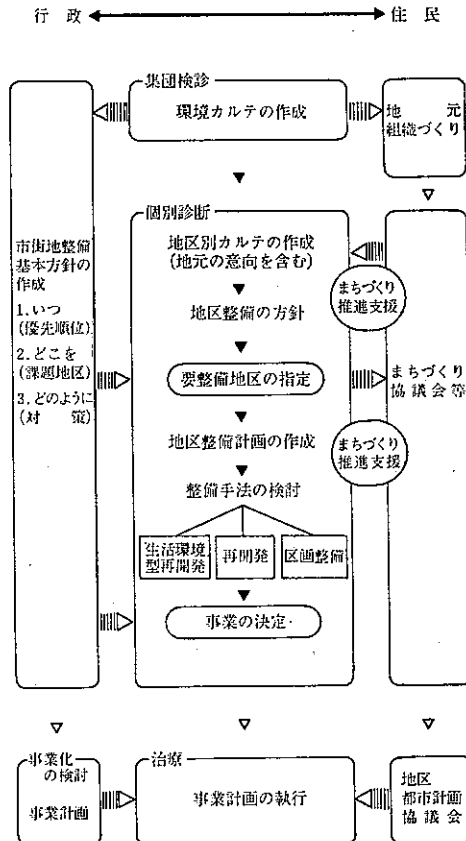 行政
住民
集団検診
環境カルテの作成
地元
組織づくり
市街地整備
基本方針の
作成
1.いつ
(優先順位)
2.どこを
(課題地区)
3.どのように
(対策)
個別診断
地区別カルテの作成
(地元の意向を含む)
地区整備の方針
要整備地区の指定
地区整備計画の作成
整備手法の検討
生活環境
型再開発
再開発
区画整備
事業の決定
まちづくり
推進支援
まちづくり
協議会等
まちづくり
推進支援
事業化
の検討
事業計画
治療
事業計画の執行
地区
都市計画
協議会